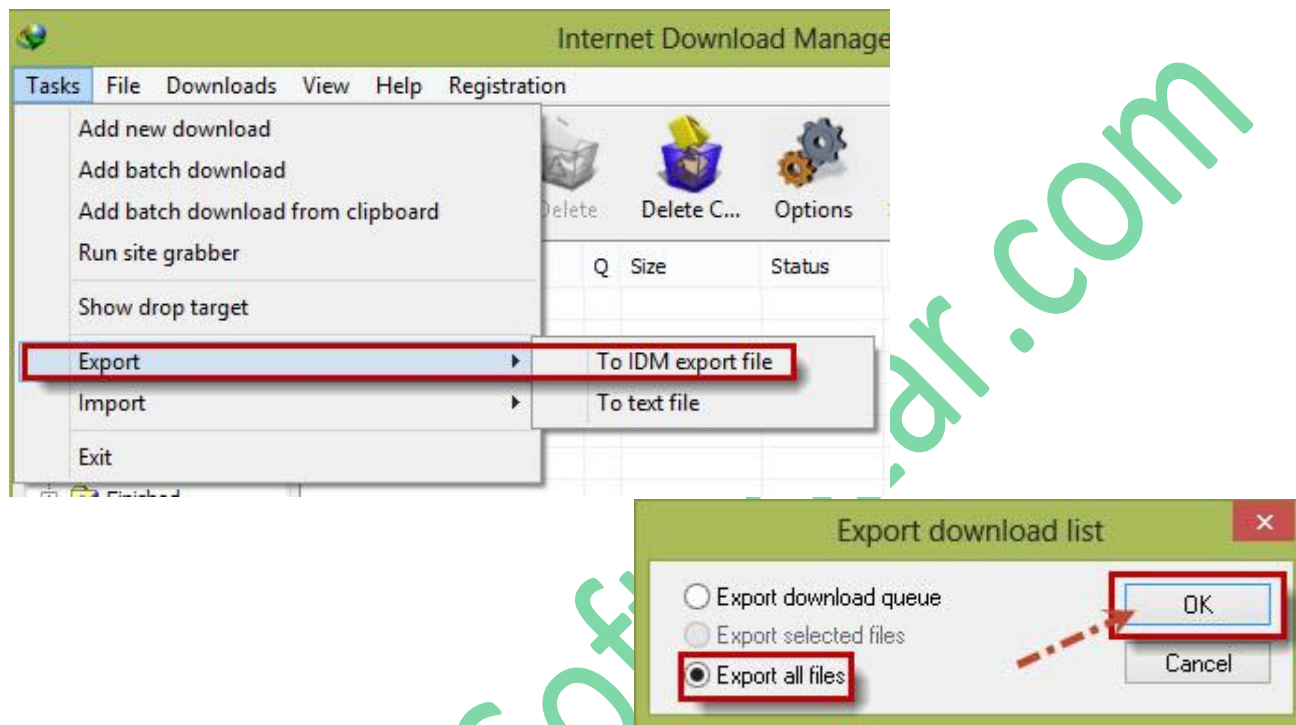 Internet Download Manage
Tasks File Downloads View Help Registration
Add new download
Add batch download
Add batch download from clipboard
Run site grabber
Show drop target
Export
To IDM export file
Import
To text file
Exit
Delete C... Options
Q Size Status
Export download list
Export download queue
OK
Export selected files
Cancel
Export all files